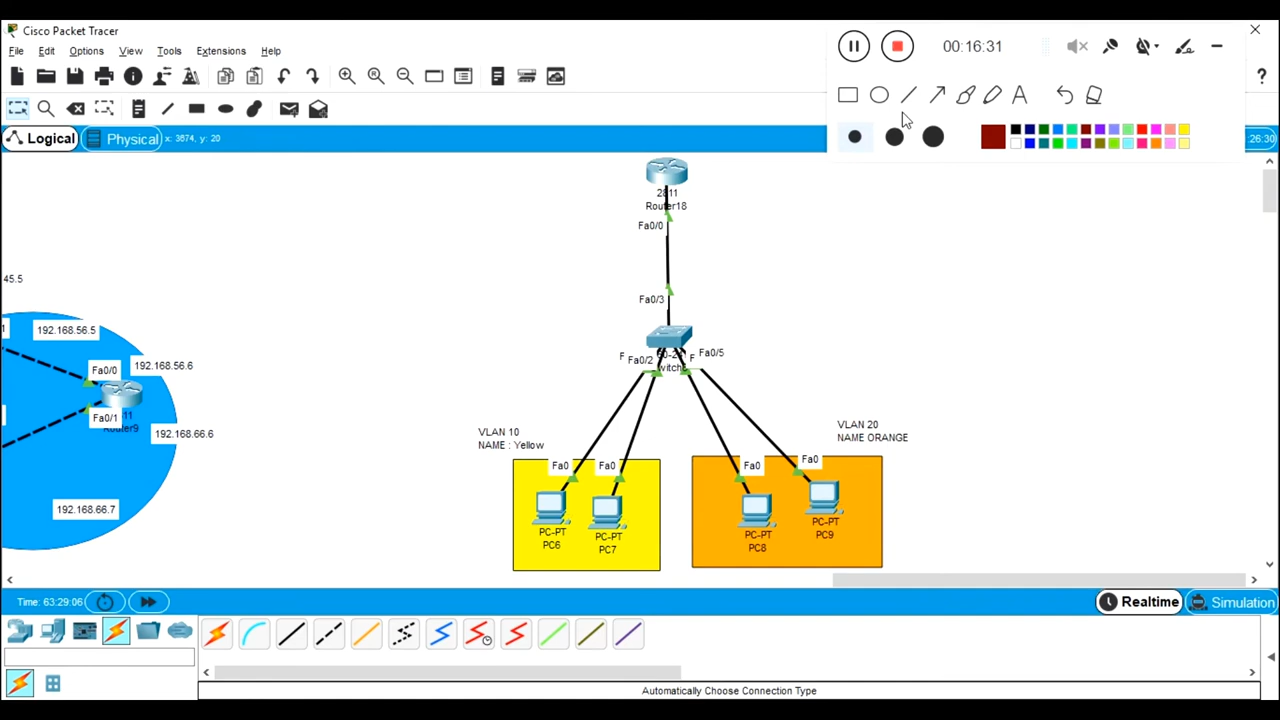 Cisco Packet Tracer
File Edit Options View Tools Extensions Help
00:16:31
A
?
Logical
Physical
x: 3674, y: 20
:26:30
2811
Router18
Fa0/0
45.5
Fa0/3
192.168.56.5
192.168.56.6
Fa0/0
Fa0/1
Router9
192.168.66.6
192.168.66.7
F Fa0/2
F Fa0/5
VLAN 10
NAME : Yellow
VLAN 20
NAME ORANGE
Fa0
Fa0
Fa0
Fa0
PC-PT
PC6
PC-PT
PC7
PC-PT
PC8
PC-PT
PC9
Time: 63:29:06
Realtime
Simulation
Automatically Choose Connection Type